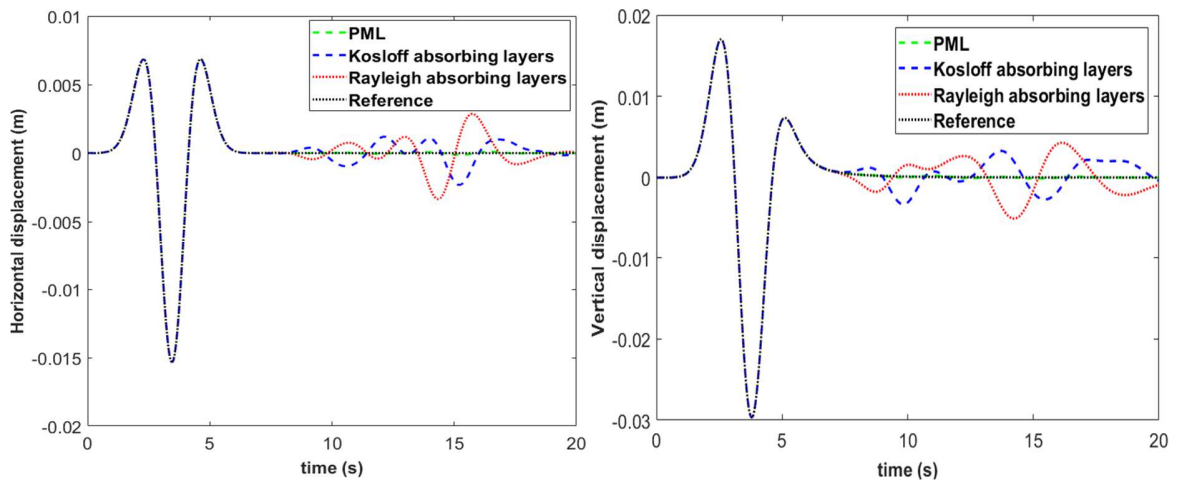 0.01
0.005
0
-0.005
-0.01
-0.015
-0.02
Horizontal displacement (m)
PML
Kosloff absorbing layers
Rayleigh absorbing layers
Reference
0 5 10 15 20
time (s)
0.02
0.01
0
-0.01
-0.02
-0.03
Vertical displacement (m)
PML
Kosloff absorbing layers
Rayleigh absorbing layers
Reference
0 5 10 15 20
time (s)